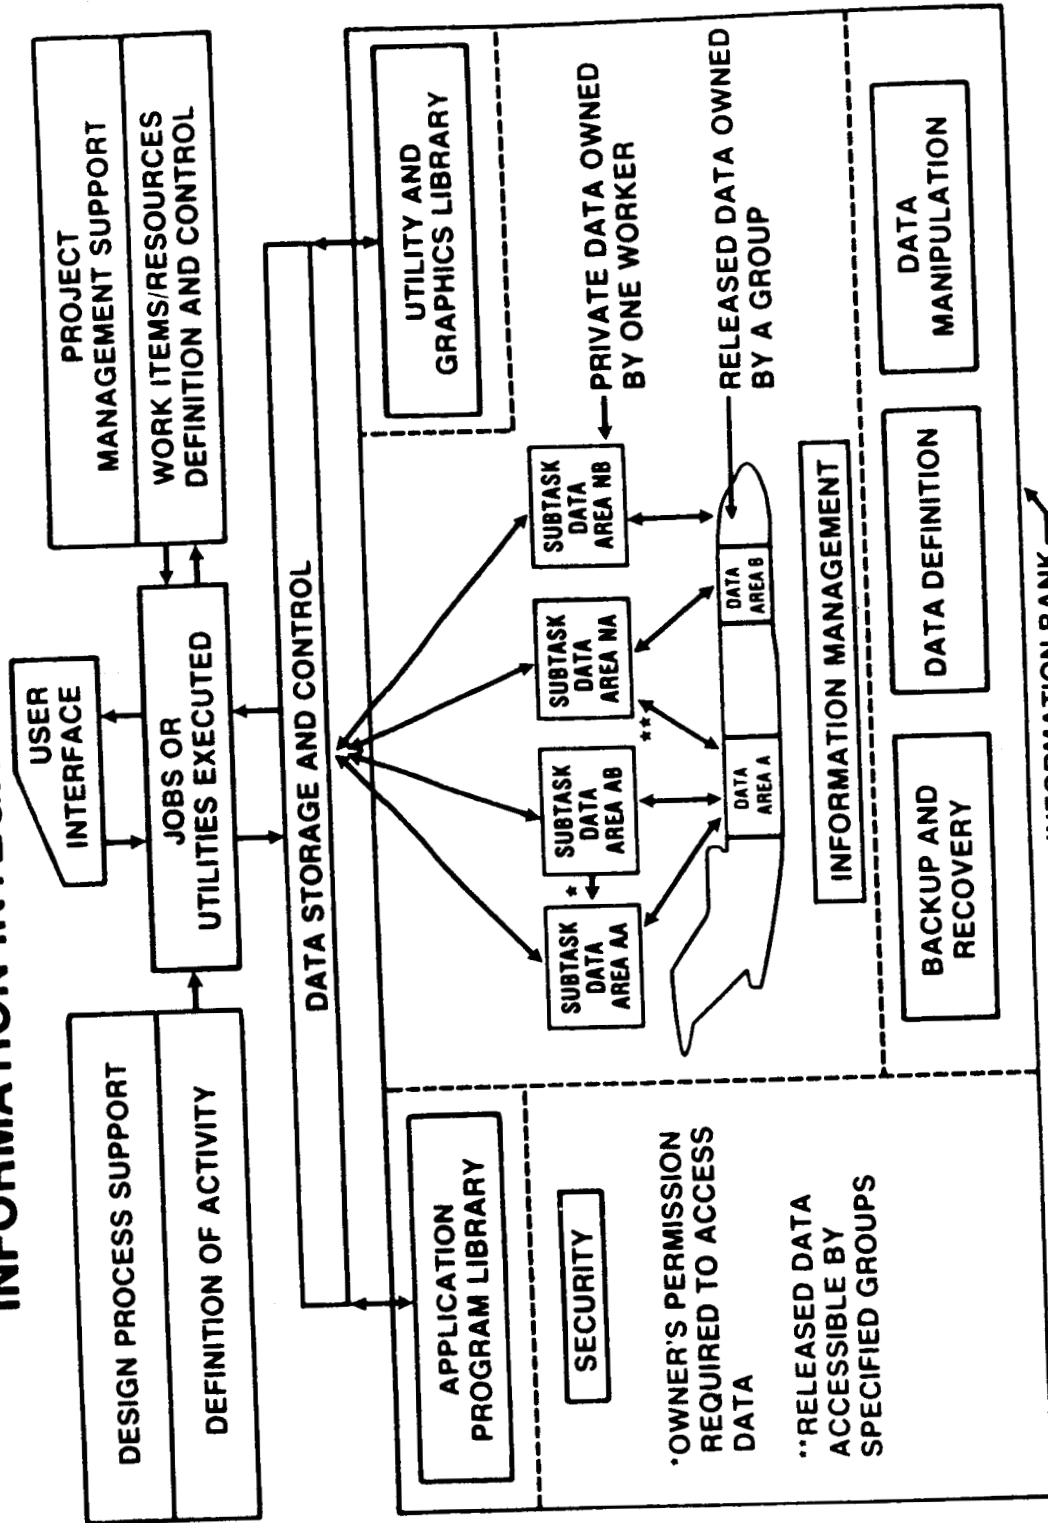 DESIGN PROCESS SUPPORT
DEFINITION OF ACTIVITY
USER
INTERFACE
JOBS OR
UTILITIES EXECUTED
PROJECT
MANAGEMENT SUPPORT
WORK ITEMS/RESOURCES
DEFINITION AND CONTROL
DATA STORAGE AND CONTROL
APPLICATION
PROGRAM LIBRARY
UTILITY AND
GRAPHICS LIBRARY
SECURITY
*OWNER'S PERMISSION
REQUIRED TO ACCESS
DATA
**RELEASED DATA
ACCESSIBLE BY
SPECIFIED GROUPS
SUBTASK
DATA
AREA AA
*
SUBTASK
DATA
AREA AB
SUBTASK
DATA
AREA NA
**
SUBTASK
DATA
AREA NB
PRIVATE DATA OWNED
BY ONE WORKER
DATA
AREA A
DATA
AREA B
RELEASED DATA OWNED
BY A GROUP
INFORMATION MANAGEMENT
BACKUP AND
RECOVERY
DATA DEFINITION
DATA
MANIPULATION
INFORMATION BANK